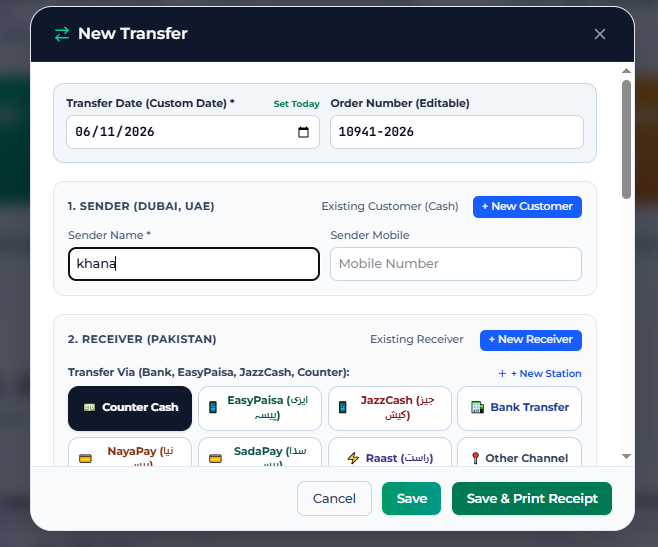 New Transfer
Transfer Date (Custom Date) * Set Today Order Number (Editable)
06/11/2026 10941-2026
1. SENDER (DUBAI, UAE) Existing Customer (Cash) + New Customer
Sender Name * Sender Mobile
khana Mobile Number
2. RECEIVER (PAKISTAN) Existing Receiver + New Receiver
Transfer Via (Bank, EasyPaisa, JazzCash, Counter): + + New Station
Counter Cash
EasyPaisa (ایزی
پیسہ)
JazzCash (جیز
کیش)
Bank Transfer
NayaPay (نیا
SadaPay (سدا
Raast (راست)
Other Channel
Cancel Save Save & Print Receipt